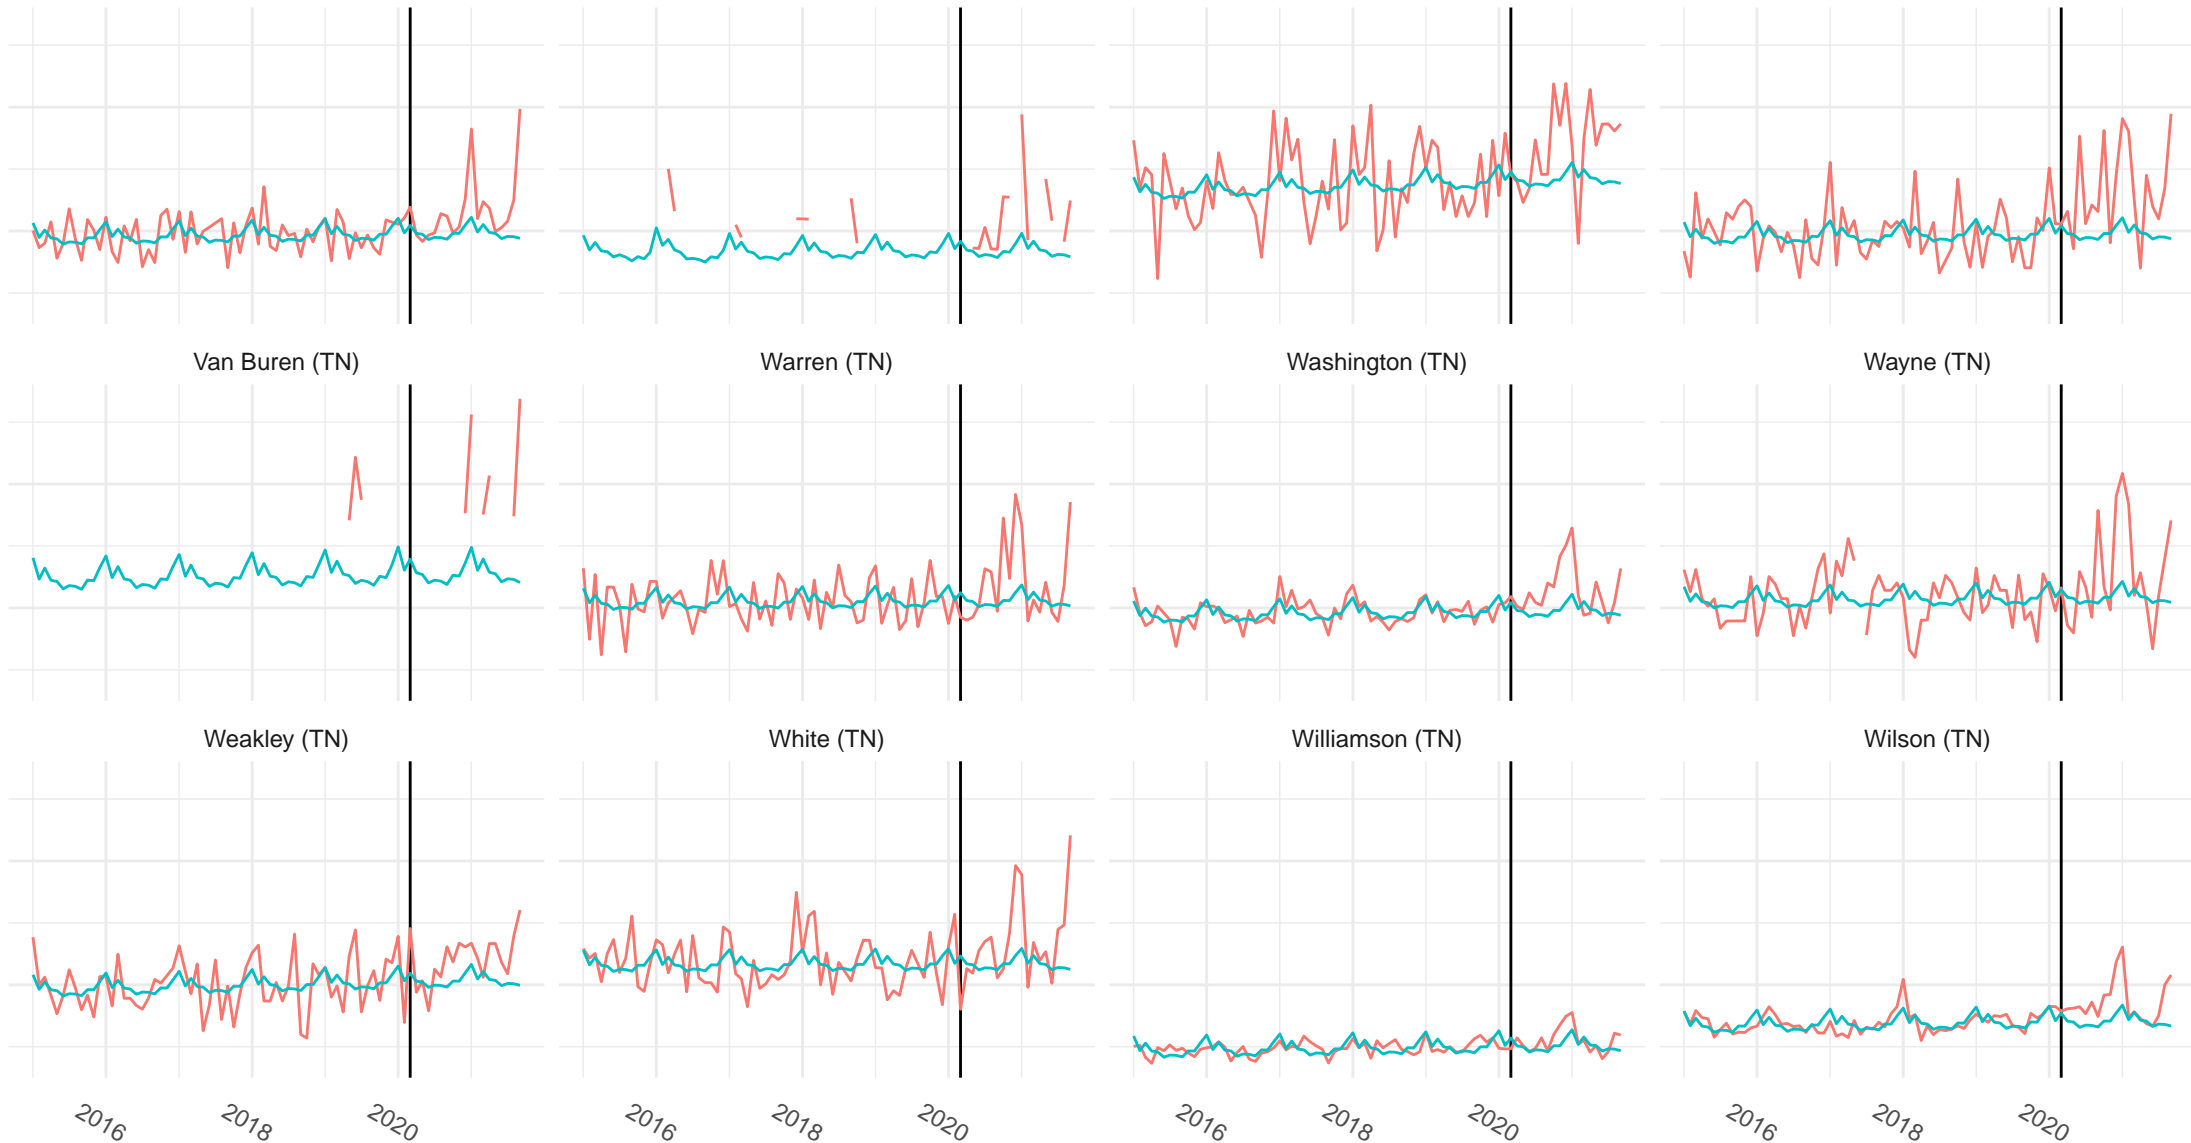 Van Buren (TN) Warren (TN) Washington (TN) Wayne (TN)
Weakley (TN) White (TN) Williamson (TN) Wilson (TN)
2016 2018 2020 2016 2018 2020 2016 2018 2020 2016 2018 2020